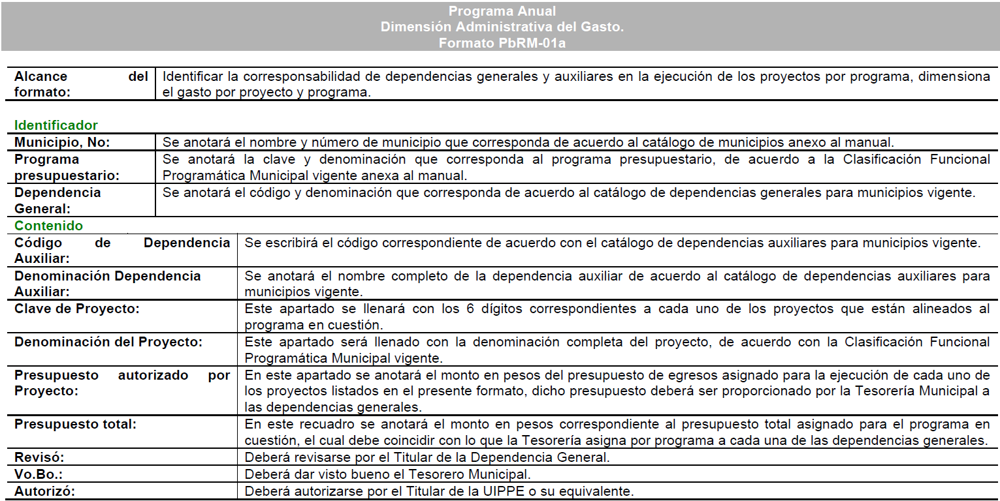 Programa Anual
Dimensión Administrativa del Gasto.
Formato PbRM-01a
Alcance del formato:
Identificar la corresponsabilidad de dependencias generales y auxiliares en la ejecución de los proyectos por programa, dimensiona
el gasto por proyecto y programa.
Identificador
Municipio, No:
Se anotará el nombre y número de municipio que corresponda de acuerdo al catálogo de municipios anexo al manual.
Programa
presupuestario:
Se anotará la clave y denominación que corresponda al programa presupuestario, de acuerdo a la Clasificación Funcional
Programática Municipal vigente anexa al manual.
Dependencia
General:
Se anotará el código y denominación que corresponda de acuerdo al catálogo de dependencias generales para municipios vigente.
Contenido
Código de Dependencia
Auxiliar:
Se escribirá el código correspondiente de acuerdo con el catálogo de dependencias auxiliares para municipios vigente.
Denominación Dependencia
Auxiliar:
Se anotará el nombre completo de la dependencia auxiliar de acuerdo al catálogo de dependencias auxiliares para
municipios vigente.
Clave de Proyecto:
Este apartado se llenará con los 6 dígitos correspondientes a cada uno de los proyectos que están alineados al
programa en cuestión.
Denominación del Proyecto:
Este apartado será llenado con la denominación completa del proyecto, de acuerdo con la Clasificación Funcional
Programática Municipal vigente.
Presupuesto autorizado por
Proyecto:
En este apartado se anotará el monto en pesos del presupuesto de egresos asignado para la ejecución de cada uno de
los proyectos listados en el presente formato, dicho presupuesto deberá ser proporcionado por la Tesorería Municipal a
las dependencias generales.
Presupuesto total:
En este recuadro se anotará el monto en pesos correspondiente al presupuesto total asignado para el programa en
cuestión, el cual debe coincidir con lo que la Tesorería asigna por programa a cada una de las dependencias generales.
Revisó:
Deberá revisarse por el Titular de la Dependencia General.
Vo.Bo.:
Deberá dar visto bueno el Tesorero Municipal.
Autorizó:
Deberá autorizarse por el Titular de la UIPPE o su equivalente.